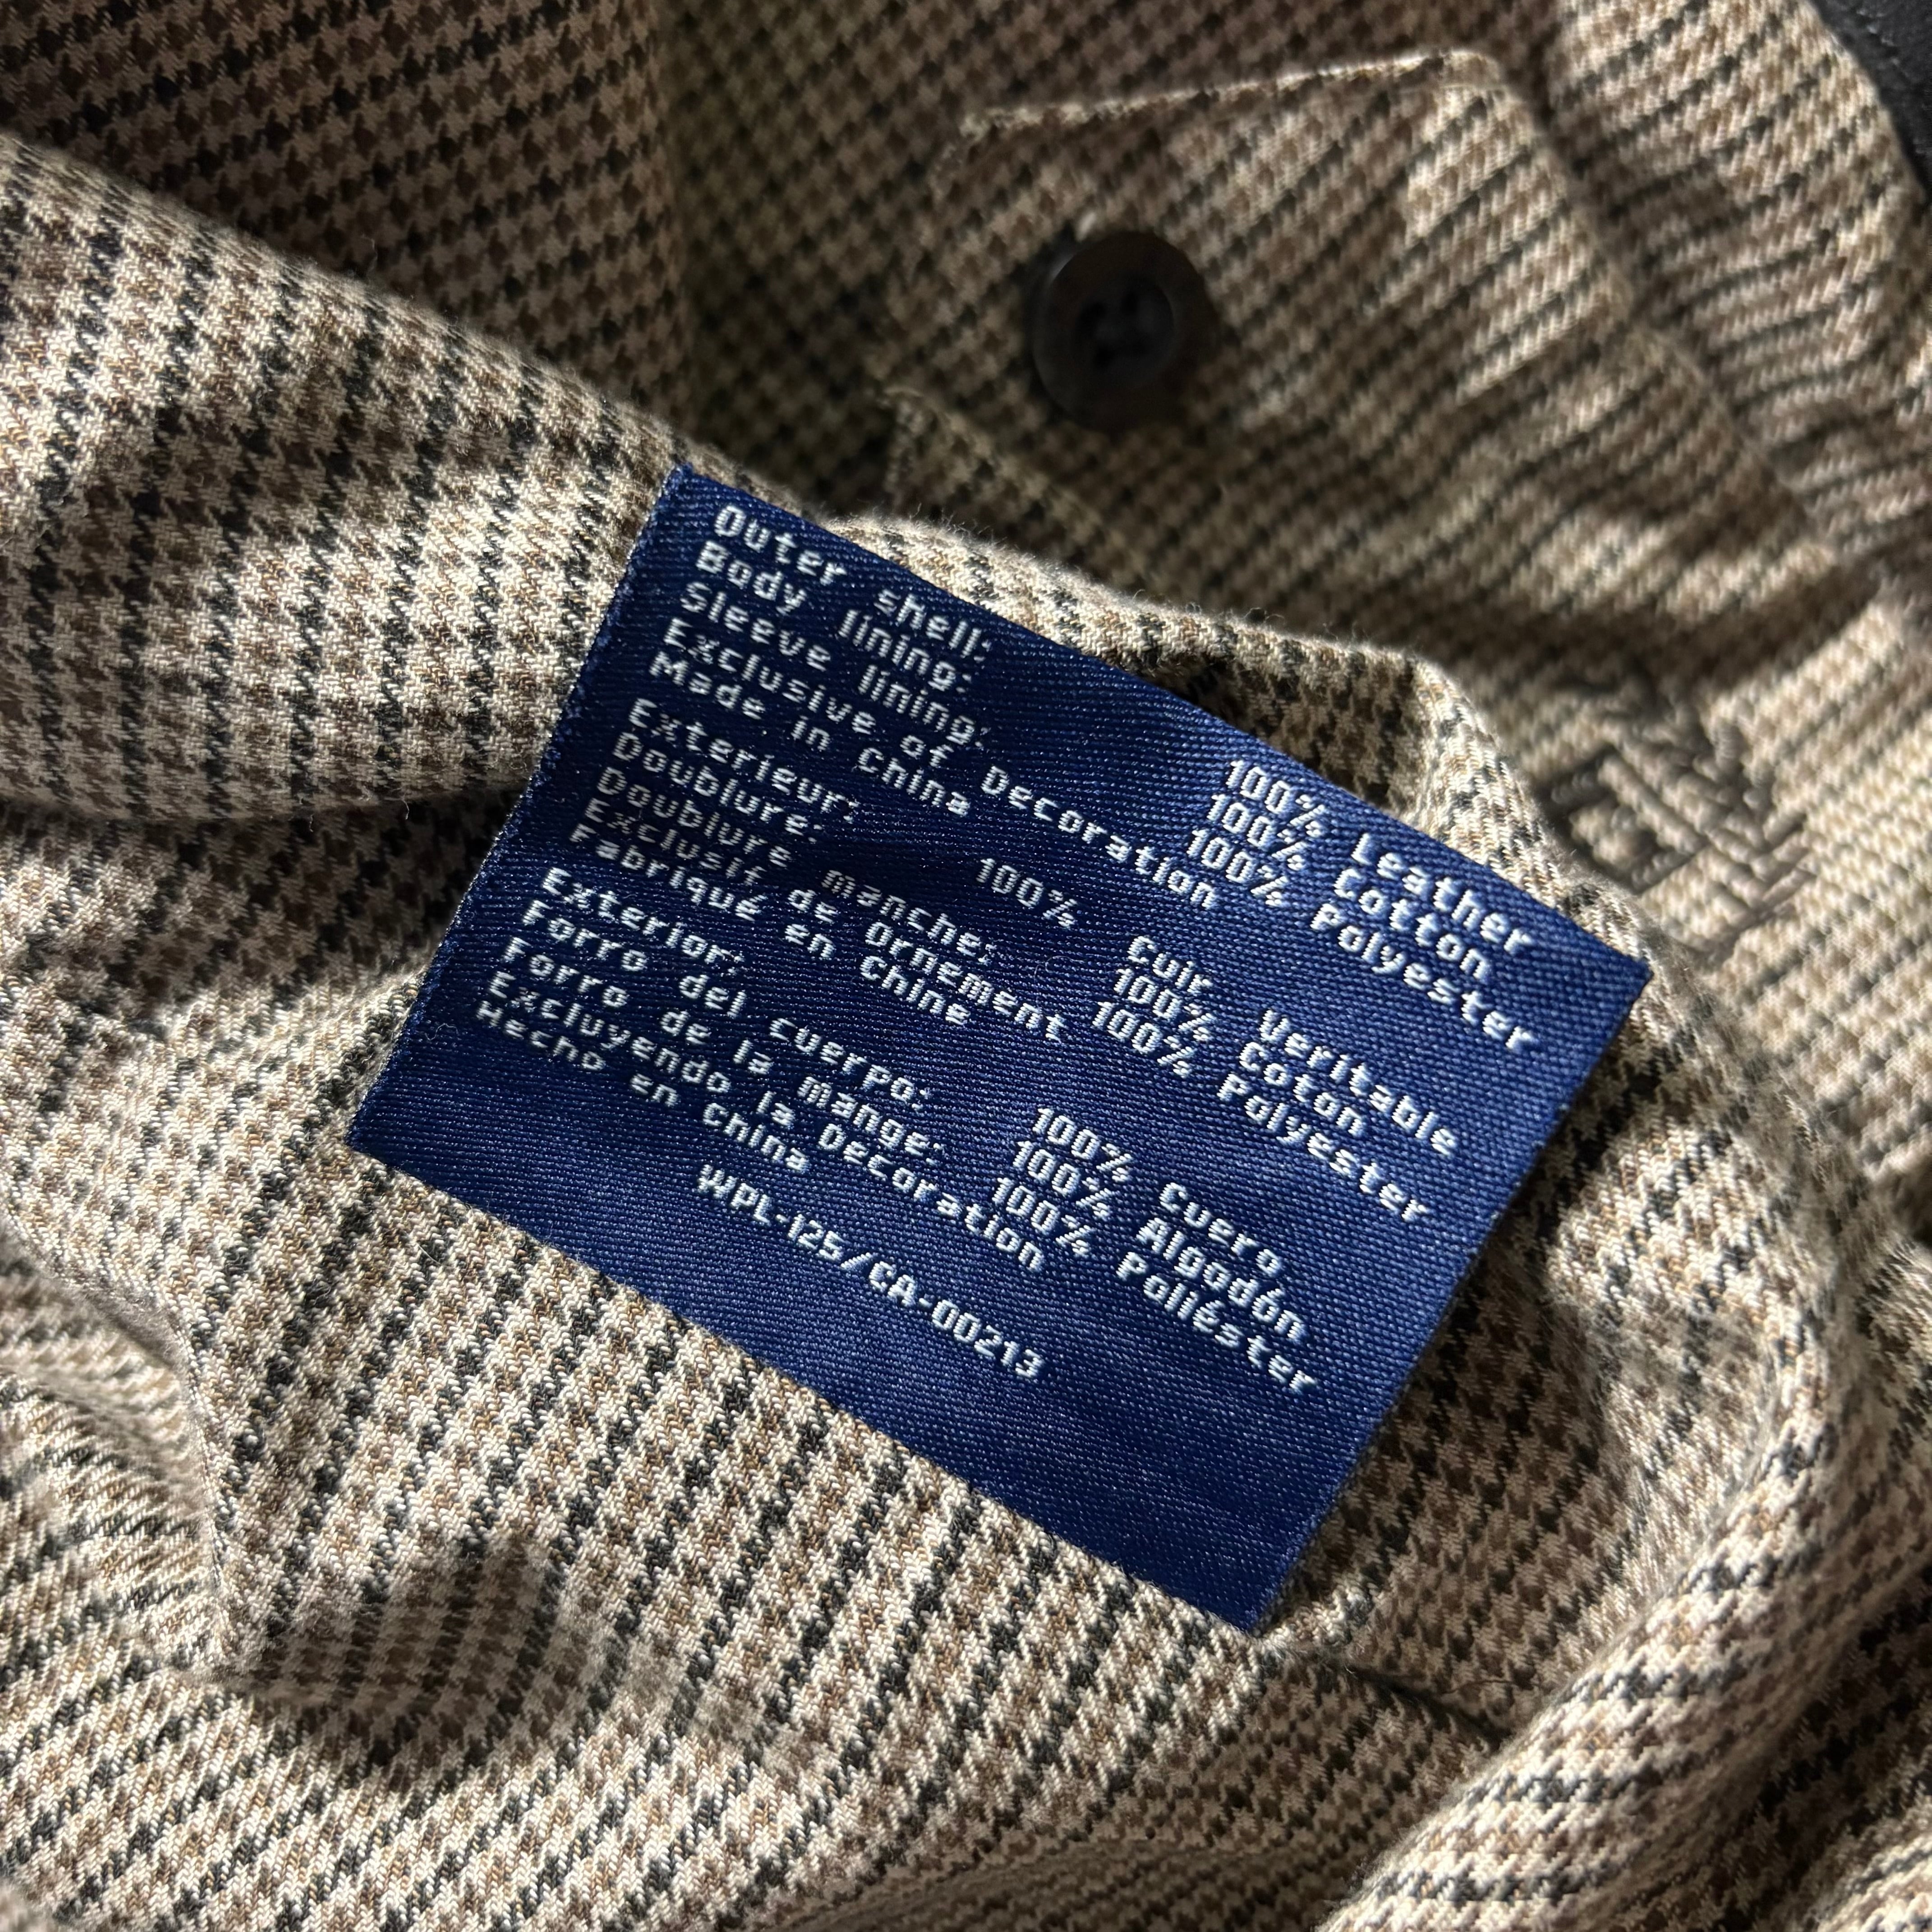 Outer shell: 100% Leather
Body lining: 100% Cotton
Sleeve lining: 100% Polyester
Exclusive of Decoration
Made in China
Exterieur: 100% Cuir Veritable
Doublure: 100% Coton
Doublure manche: 100% Polyester
Exclusif de Ornement
Fabriqué en Chine
Exterior: 100% Cuero
Forro del cuerpo: 100% Algodón
Forro de la mange: 100% Poliéster
Excluyendo la Decoration
Hecho en China
WPL-125/CA-00213